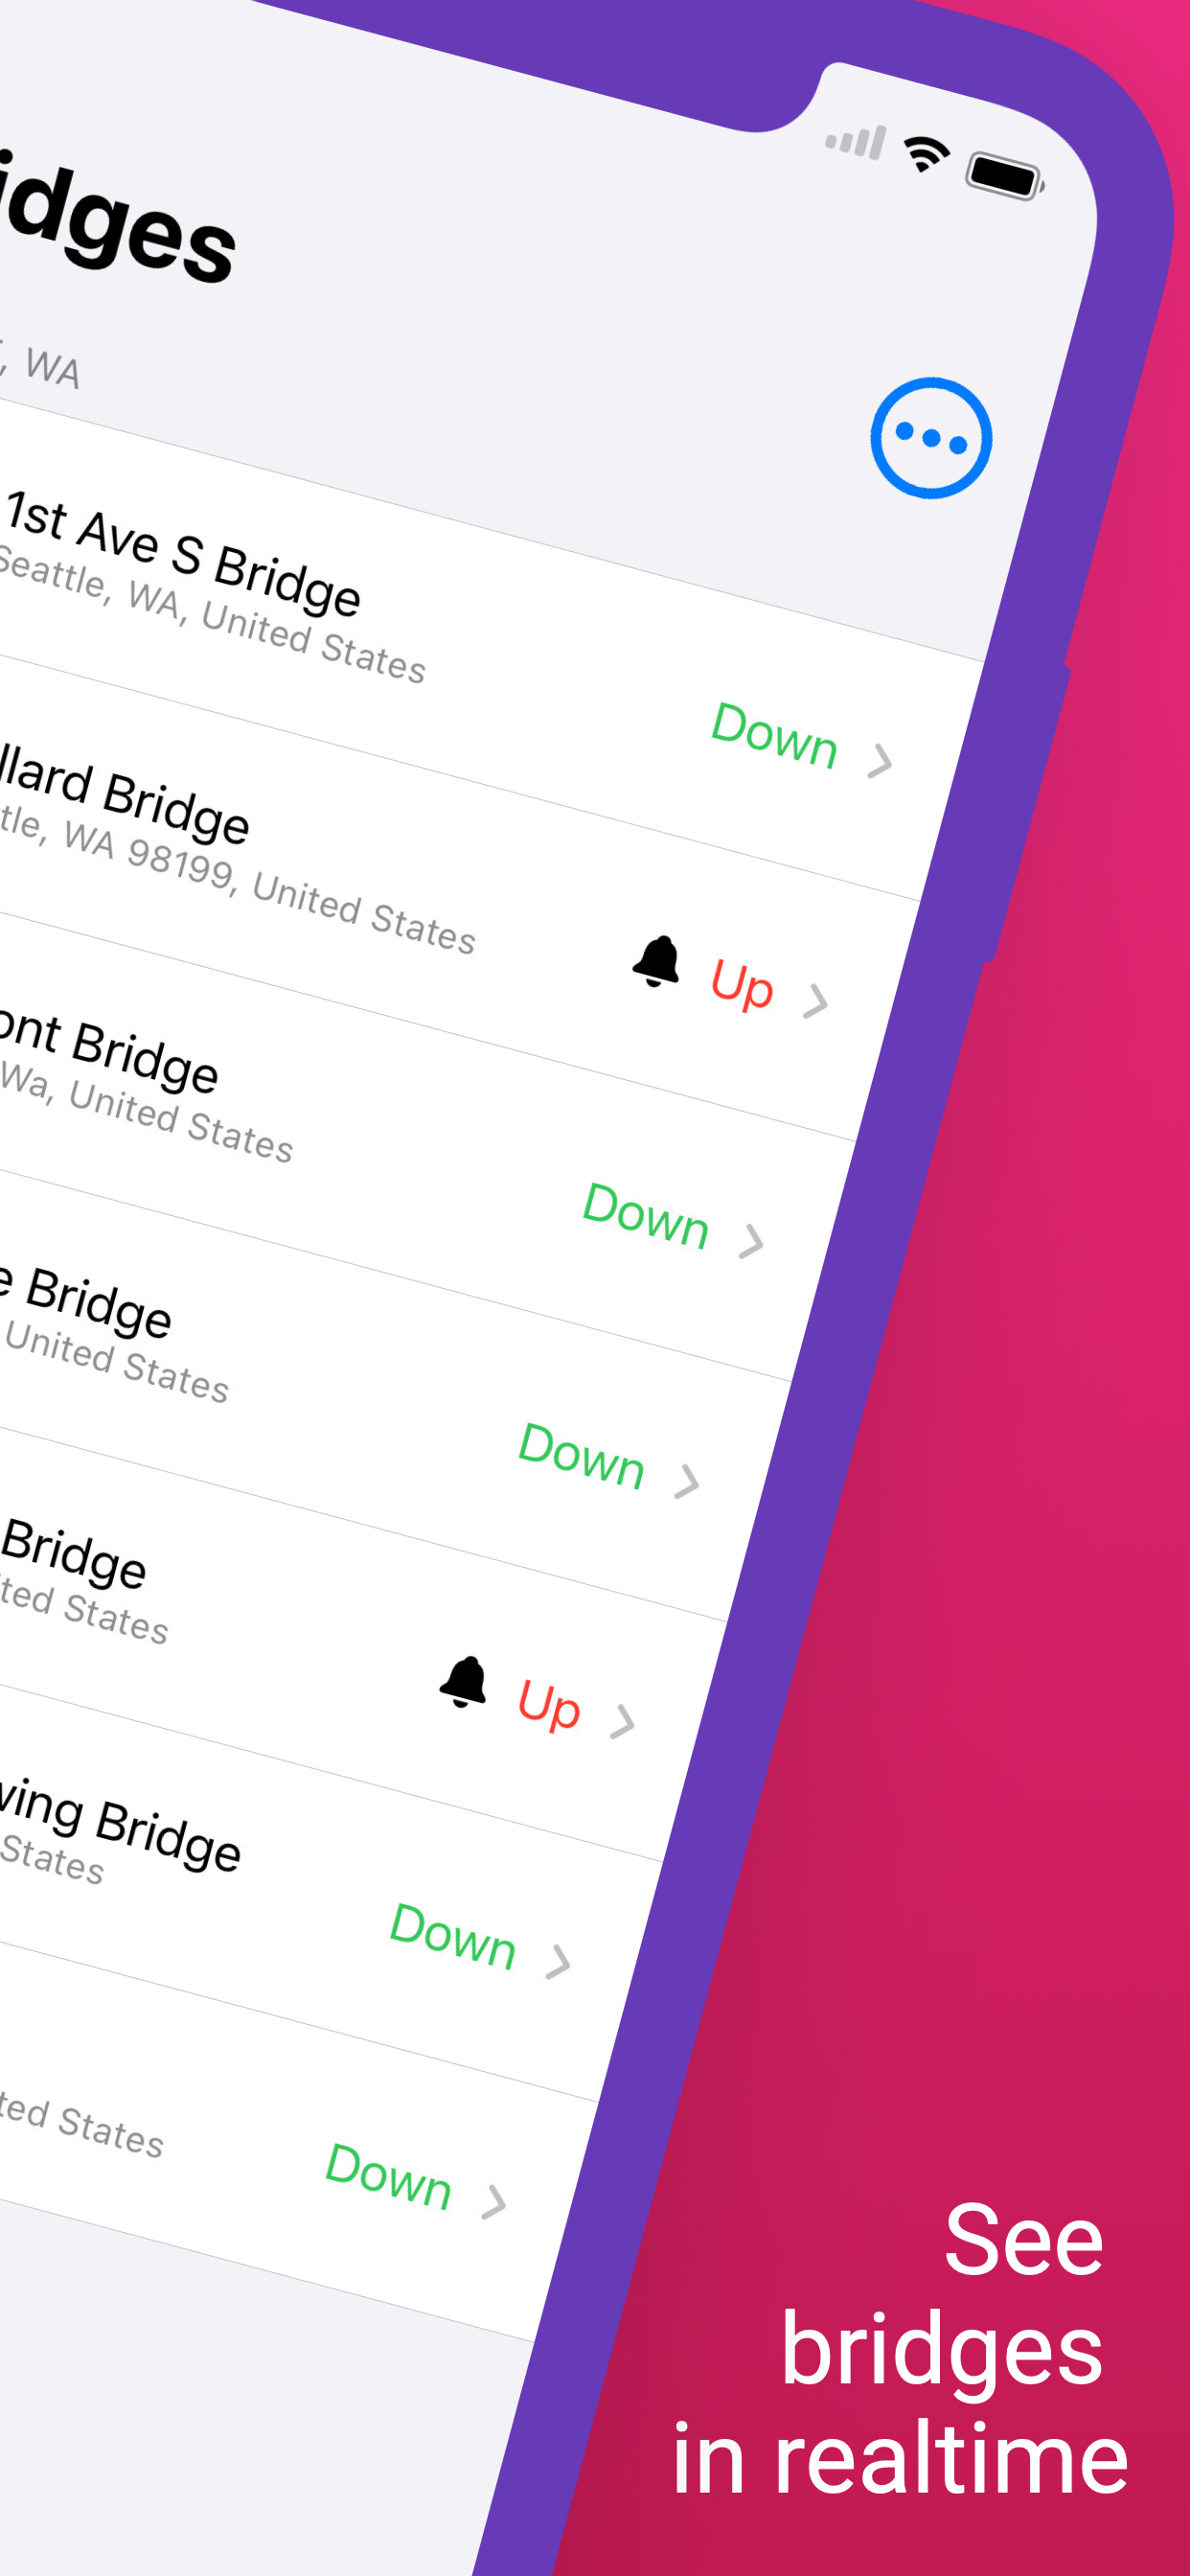 idges
, WA
1st Ave S Bridge
Seattle, WA, United States
Down
llard Bridge
tle, WA 98199, United States
Up
ont Bridge
Wa, United States
Down
e Bridge
United States
Down
Bridge
ted States
Up
wing Bridge
States
Down
ted States
Down
See
bridges
in realtime